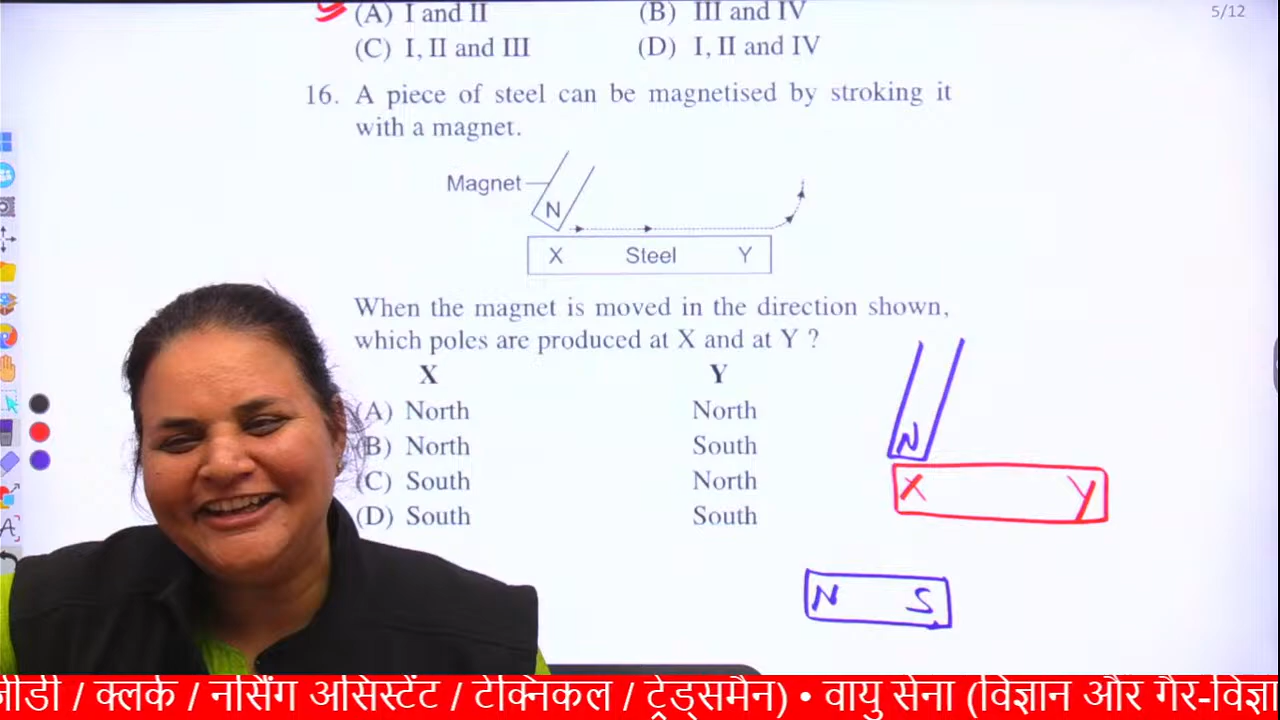 (A) I and II (B) III and IV
5/12
(C) I, II and III (D) I, II and IV
16. A piece of steel can be magnetised by stroking it
with a magnet.
Magnet
N
X Steel Y
When the magnet is moved in the direction shown,
which poles are produced at X and at Y ?
X Y
(A) North North
(B) North South
(C) South North
(D) South South
N
X Y
N S
जीडी / क्लर्क / नर्सिंग असिस्टेंट / टेक्निकल / ट्रेड्समैन) • वायु सेना (विज्ञान और गैर-विज्ञा